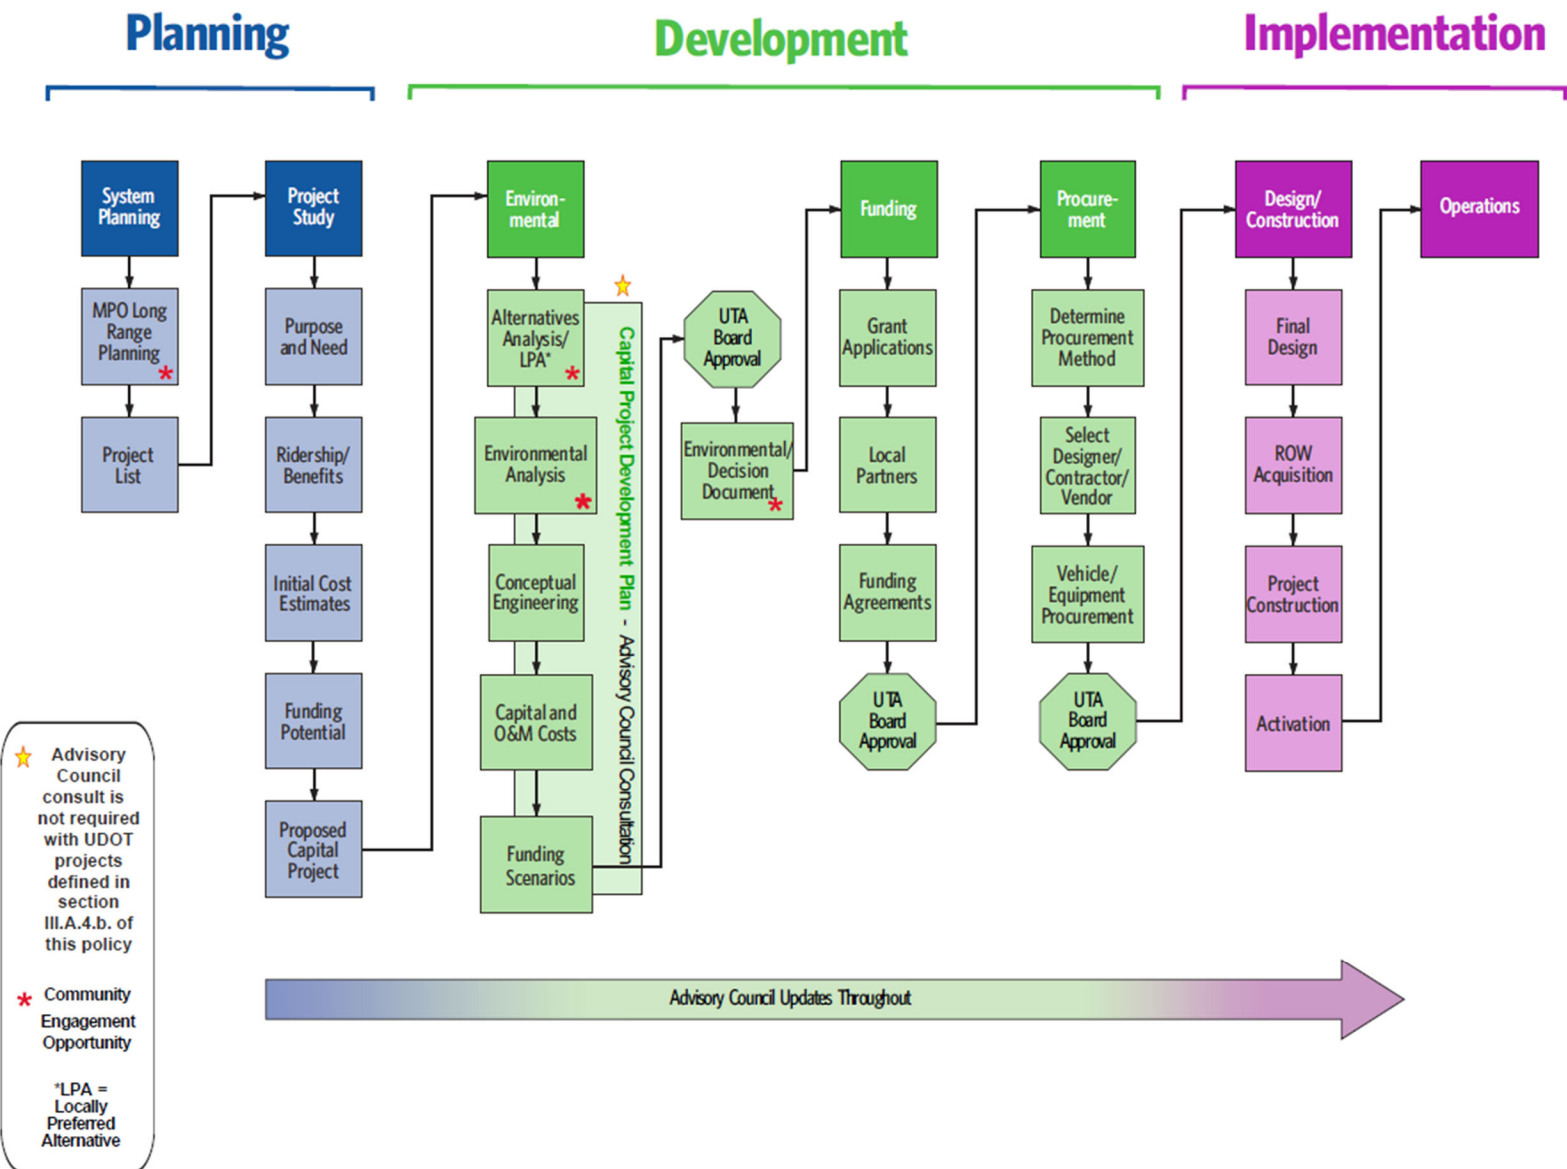 Planning
Development
Implementation
System
Planning
MPO Long
Range
Planning
*
Project
List
Project
Study
Purpose
and Need
Ridership/
Benefits
Initial Cost
Estimates
Funding
Potential
Proposed
Capital
Project
Environ-
mental
Alternatives
Analysis/
LPA*
*
Environmental
Analysis
*
Conceptual
Engineering
Capital and
O&M Costs
Funding
Scenarios
Capital Project Development Plan - Advisory Council Consultation
UTA
Board
Approval
Environmental/
Decision
Document
*
Funding
Grant
Applications
Local
Partners
Funding
Agreements
UTA
Board
Approval
Procure-
ment
Determine
Procurement
Method
Select
Designer/
Contractor/
Vendor
Vehicle/
Equipment
Procurement
UTA
Board
Approval
Design/
Construction
Final
Design
ROW
Acquisition
Project
Construction
Activation
Operations
Advisory
Council
consult is
not required
with UDOT
projects
defined in
section
III.A.4.b. of
this policy
* Community
Engagement
Opportunity
*LPA =
Locally
Preferred
Alternative
Advisory Council Updates Throughout